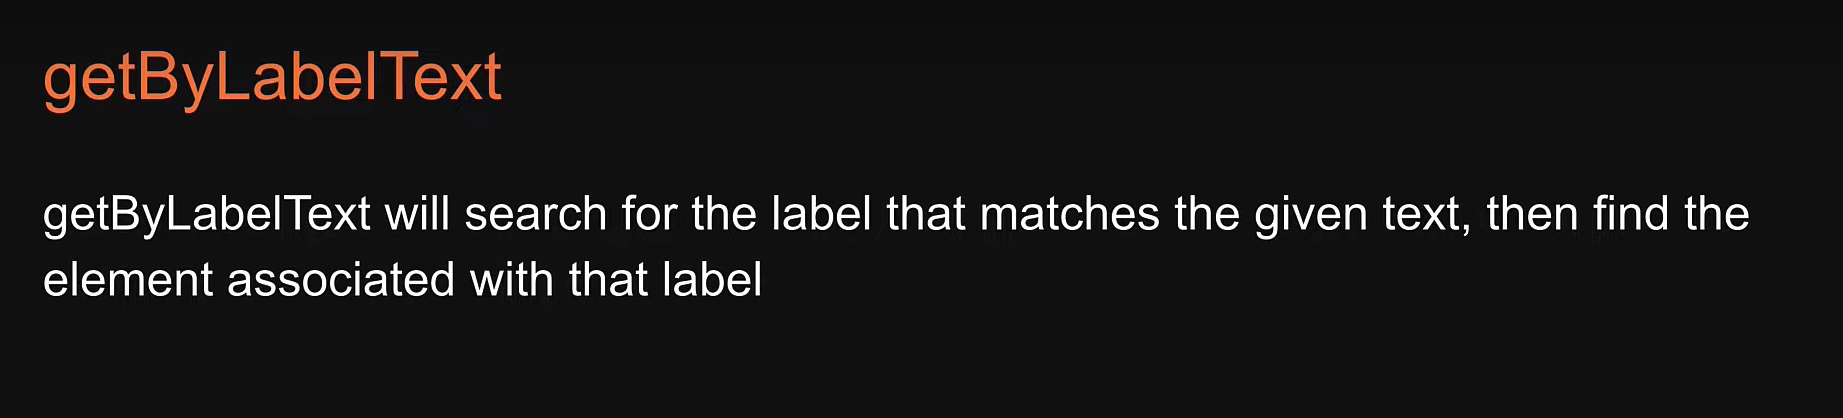 getByLabelText
getByLabelText will search for the label that matches the given text, then find the
element associated with that label